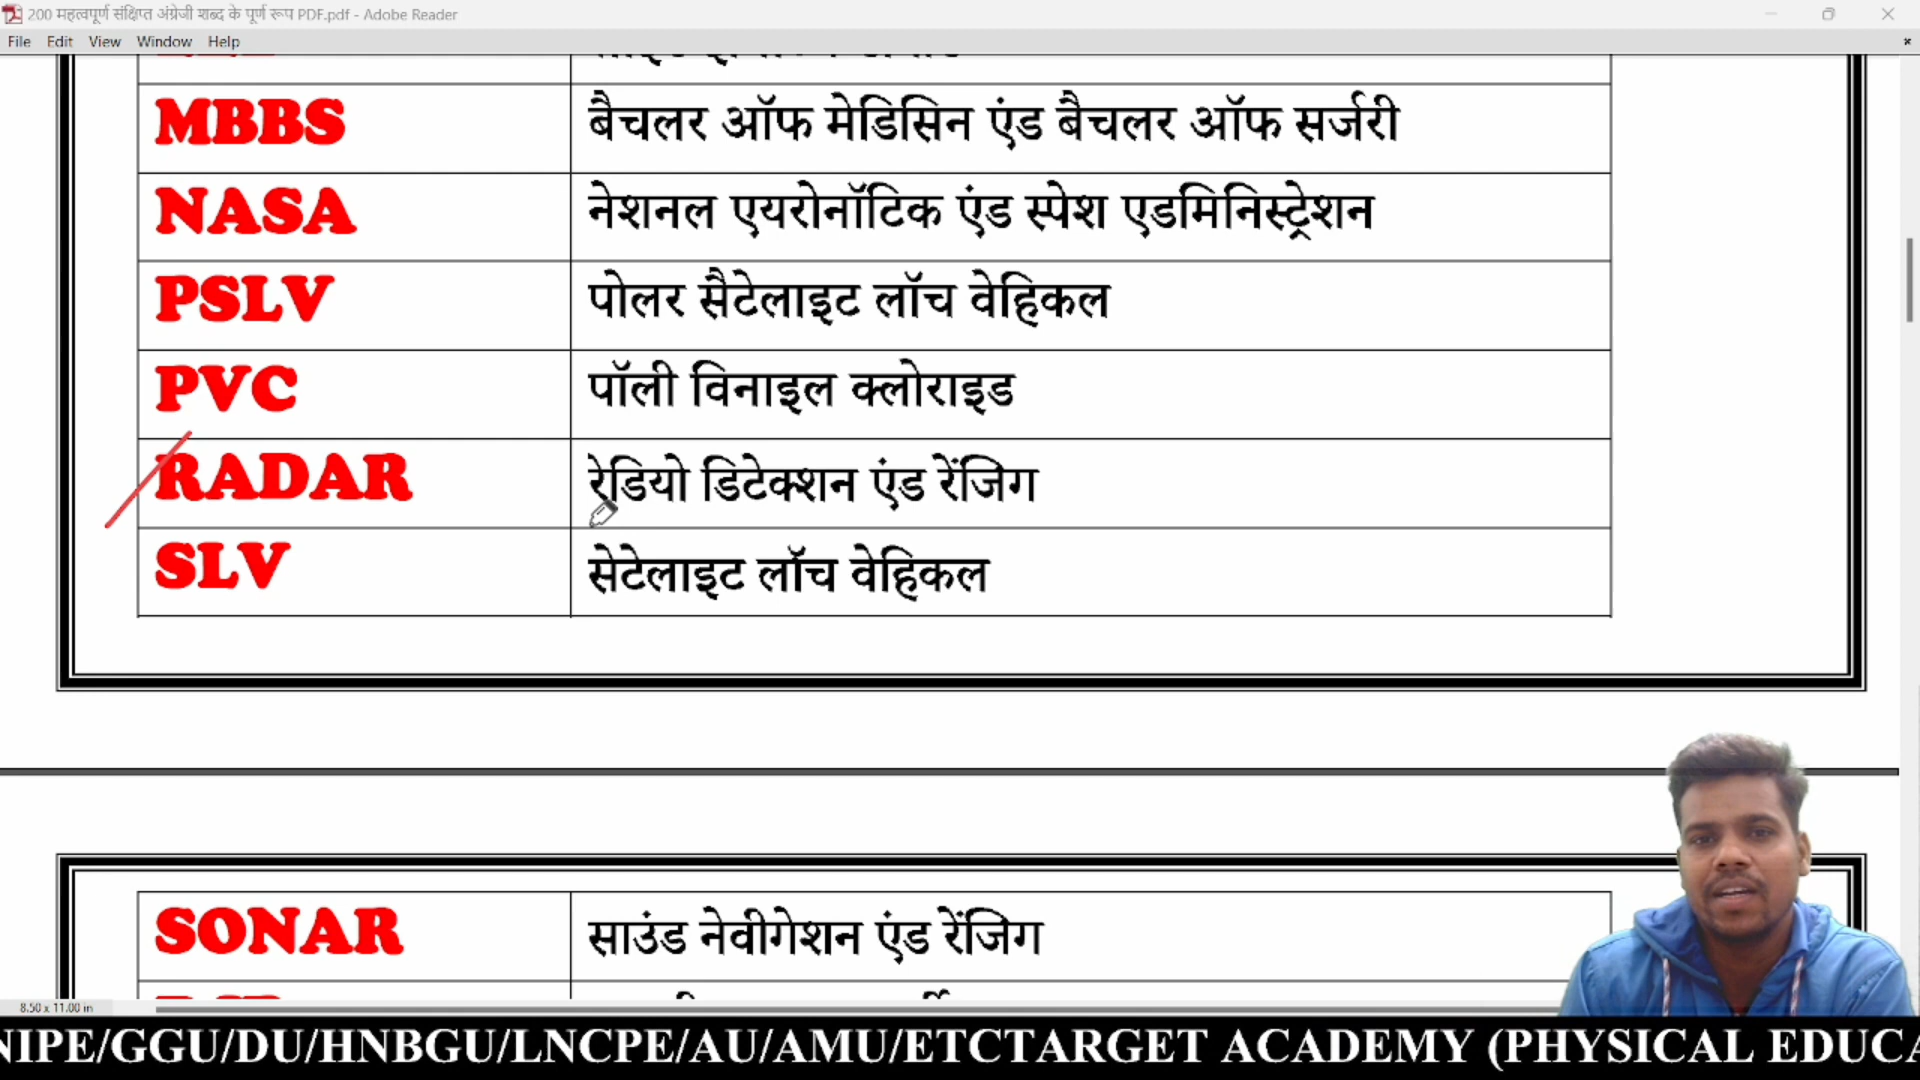 200 महत्वपूर्ण संक्षिप्त अंग्रेजी शब्द के पूर्ण रूप PDF.pdf - Adobe Reader
File Edit View Window Help
MBBS बैचलर ऑफ मेडिसिन एंड बैचलर ऑफ सर्जरी
NASA नेशनल एयरोनॉटिक एंड स्पेश एडमिनिस्ट्रेशन
PSLV पोलर सैटेलाइट लॉच वेहिकल
PVC पॉली विनाइल क्लोराइड
RADAR रेडियो डिटेक्शन एंड रेंजिग
SLV सेटेलाइट लॉच वेहिकल
SONAR साउंड नेवीगेशन एंड रेंजिग
8.50 x 11.00 in
NIPE/GGU/DU/HNBGU/LNCPE/AU/AMU/ETCTARGET ACADEMY (PHYSICAL EDUCA